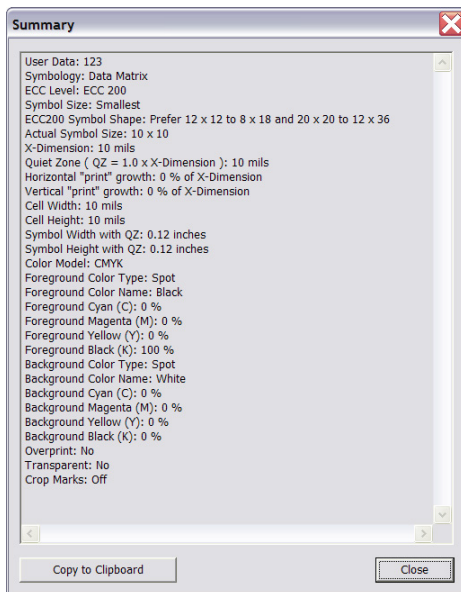 Summary
User Data: 123
Symbology: Data Matrix
ECC Level: ECC 200
Symbol Size: Smallest
ECC200 Symbol Shape: Prefer 12 x 12 to 8 x 18 and 20 x 20 to 12 x 36
Actual Symbol Size: 10 x 10
X-Dimension: 10 mils
Quiet Zone ( QZ = 1.0 x X-Dimension ): 10 mils
Horizontal "print" growth: 0 % of X-Dimension
Vertical "print" growth: 0 % of X-Dimension
Cell Width: 10 mils
Cell Height: 10 mils
Symbol Width with QZ: 0.12 inches
Symbol Height with QZ: 0.12 inches
Color Model: CMYK
Foreground Color Type: Spot
Foreground Color Name: Black
Foreground Cyan (C): 0 %
Foreground Magenta (M): 0 %
Foreground Yellow (Y): 0 %
Foreground Black (K): 100 %
Background Color Type: Spot
Background Color Name: White
Background Cyan (C): 0 %
Background Magenta (M): 0 %
Background Yellow (Y): 0 %
Background Black (K): 0 %
Overprint: No
Transparent: No
Crop Marks: Off
Copy to Clipboard
Close